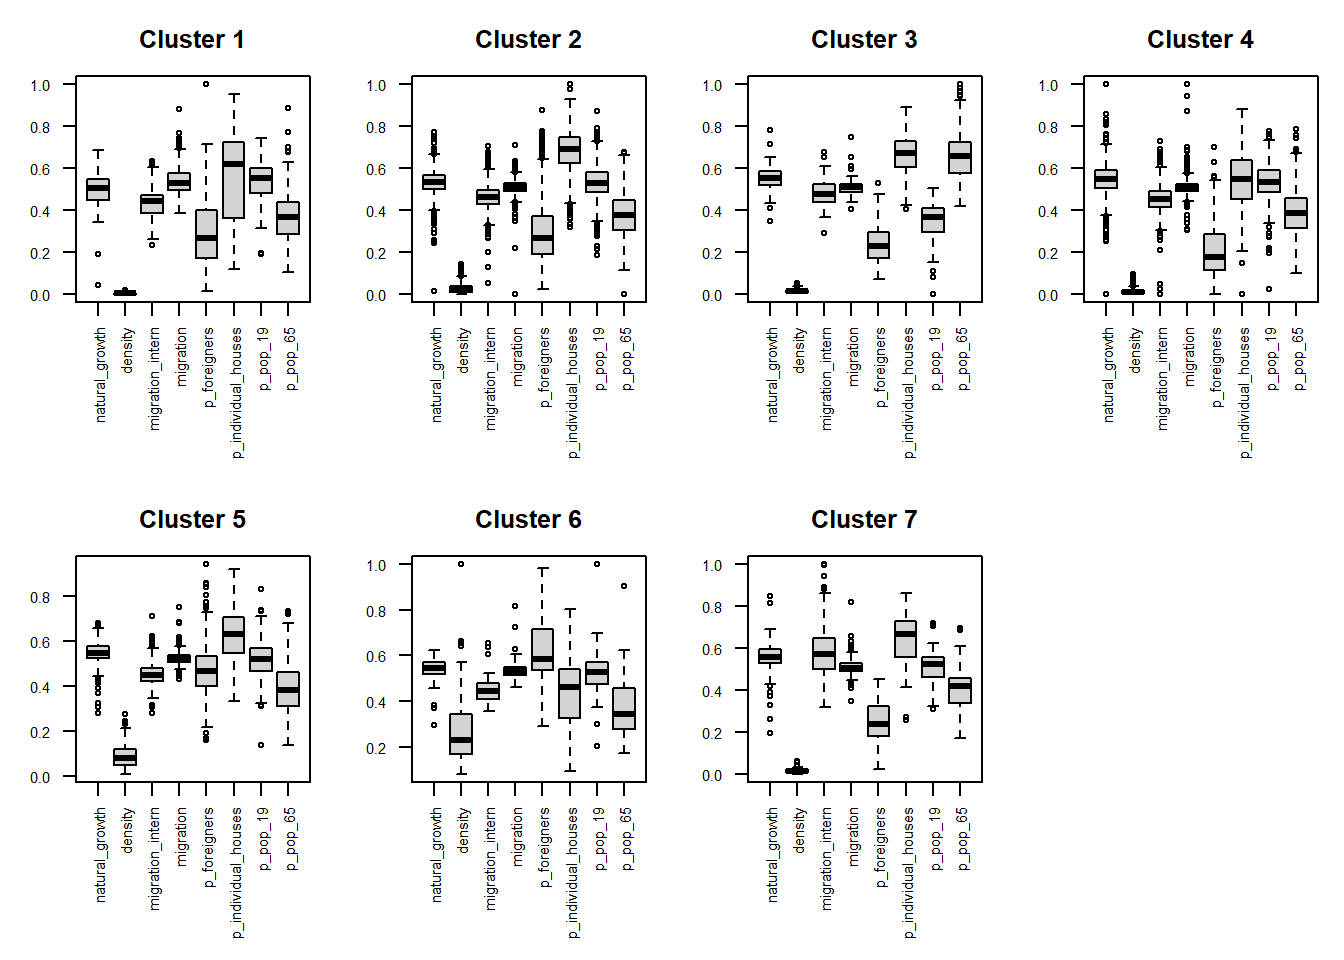 Cluster 1
1.0
0.8
0.6
0.4
0.2
0.0
natural_growth
density
migration_intern
migration
p_foreigners
p_individual_houses
p_pop_19
p_pop_65
Cluster 2
1.0
0.8
0.6
0.4
0.2
0.0
natural_growth
density
migration_intern
migration
p_foreigners
p_individual_houses
p_pop_19
p_pop_65
Cluster 3
1.0
0.8
0.6
0.4
0.2
0.0
natural_growth
density
migration_intern
migration
p_foreigners
p_individual_houses
p_pop_19
p_pop_65
Cluster 4
1.0
0.8
0.6
0.4
0.2
0.0
natural_growth
density
migration_intern
migration
p_foreigners
p_individual_houses
p_pop_19
p_pop_65
Cluster 5
0.8
0.6
0.4
0.2
0.0
natural_growth
density
migration_intern
migration
p_foreigners
p_individual_houses
p_pop_19
p_pop_65
Cluster 6
1.0
0.8
0.6
0.4
0.2
natural_growth
density
migration_intern
migration
p_foreigners
p_individual_houses
p_pop_19
p_pop_65
Cluster 7
1.0
0.8
0.6
0.4
0.2
0.0
natural_growth
density
migration_intern
migration
p_foreigners
p_individual_houses
p_pop_19
p_pop_65